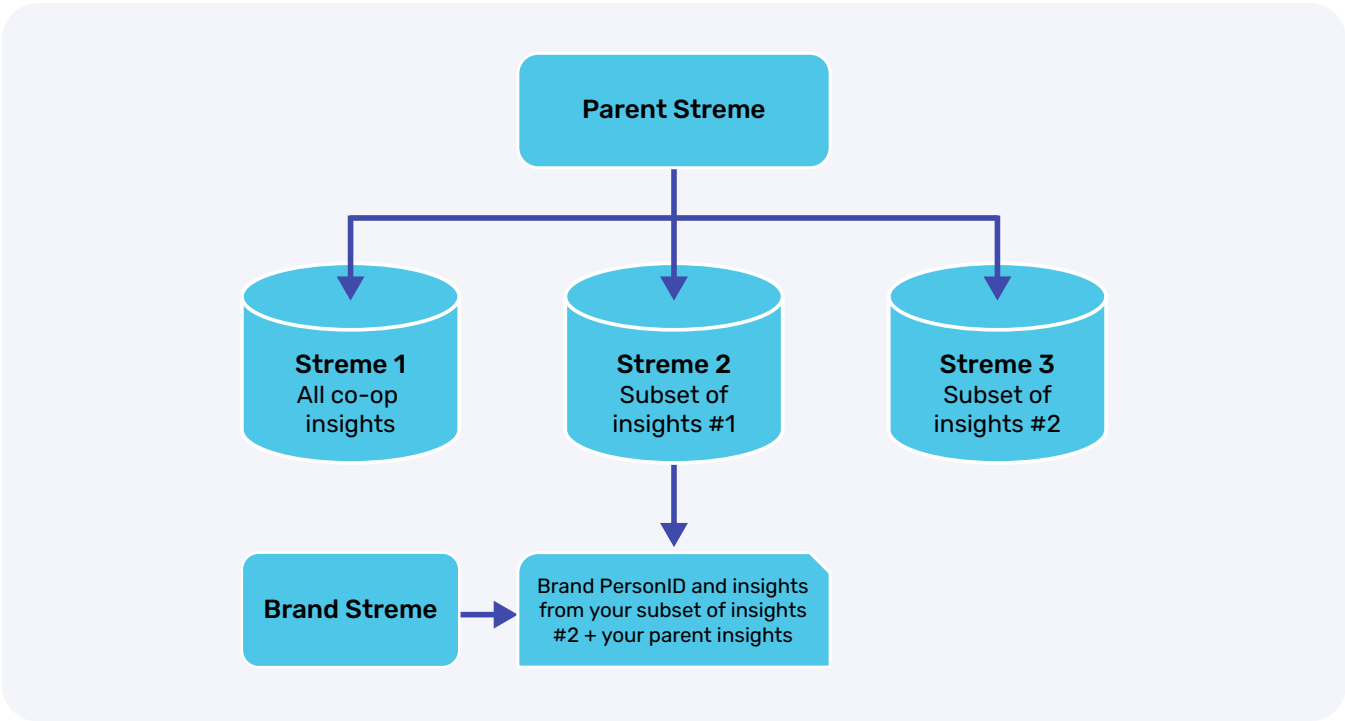 Parent Streme
Streme 1
All co-op
insights
Streme 2
Subset of
insights #1
Streme 3
Subset of
insights #2
Brand Streme
Brand PersonID and insights
from your subset of insights
#2 + your parent insights